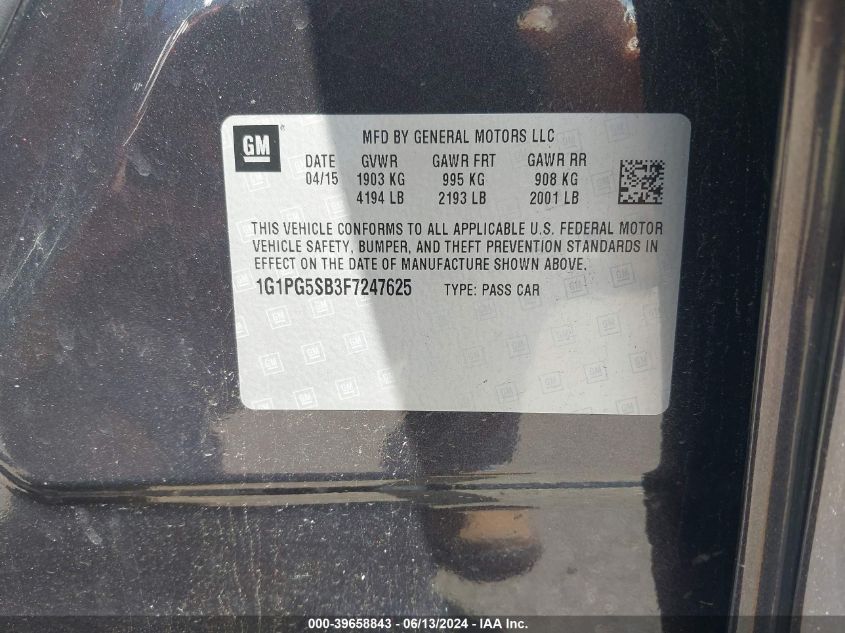 GM
MFD BY GENERAL MOTORS LLC
DATE GVWR GAWR FRT GAWR RR
04/15 1903 KG 995 KG 908 KG
4194 LB 2193 LB 2001 LB
THIS VEHICLE CONFORMS TO ALL APPLICABLE U.S. FEDERAL MOTOR
VEHICLE SAFETY, BUMPER, AND THEFT PREVENTION STANDARDS IN
EFFECT ON THE DATE OF MANUFACTURE SHOWN ABOVE.
1G1PG5SB3F7247625 TYPE: PASS CAR
000-39658843 - 06/13/2024 - IAA Inc.